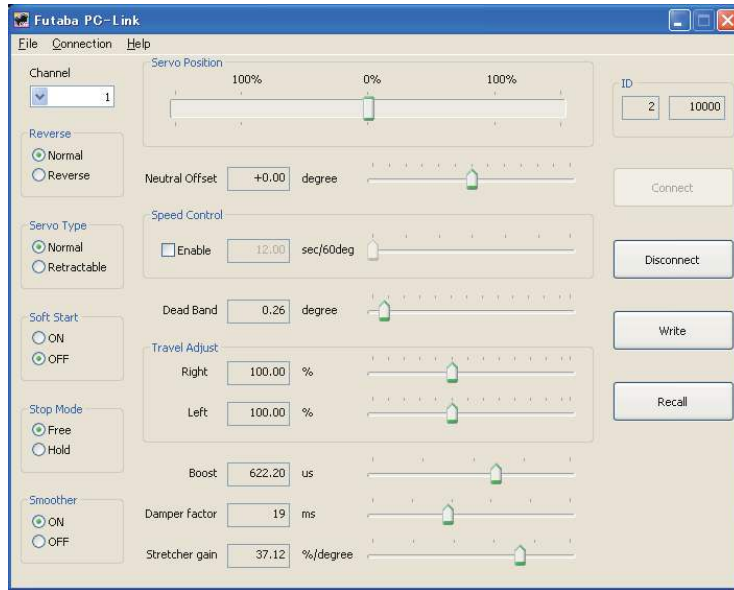 Futaba PC-Link
File Connection Help
Channel
1
Reverse
Normal
Reverse
Servo Type
Normal
Retractable
Soft Start
ON
OFF
Stop Mode
Free
Hold
Smoother
ON
OFF
Servo Position
100% 0% 100%
Neutral Offset +0.00 degree
Speed Control
Enable 12.00 sec/60deg
Dead Band 0.26 degree
Travel Adjust
Right 100.00 %
Left 100.00 %
Boost 622.20 us
Damper factor 19 ms
Stretcher gain 37.12 %/degree
ID
2 10000
Connect
Disconnect
Write
Recall